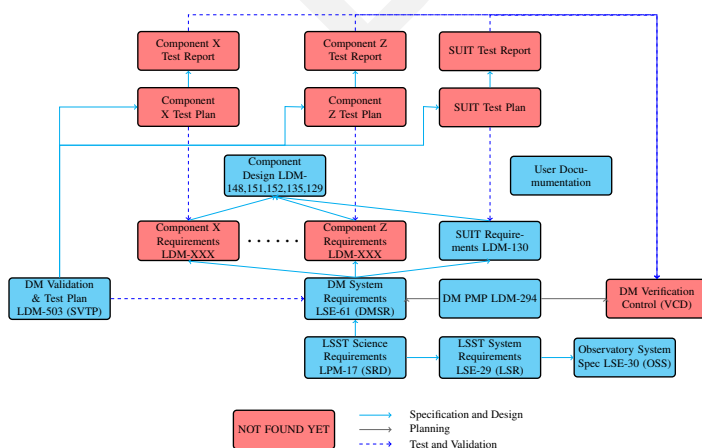 Component X
Test Report
Component Z
Test Report
SUIT Test Report
Component
X Test Plan
Component
Z Test Plan
SUIT Test Plan
Component
Design LDM-
148,151,152,135,129
User Docu-
mumentation
Component X
Requirements
LDM-XXX
Component Z
Requirements
LDM-XXX
SUIT Require-
ments LDM-130
DM Validation
& Test Plan
LDM-503 (SVTP)
DM System
Requirements
LSE-61 (DMSR)
DM PMP LDM-294
DM Verification
Control (VCD)
LSST Science
Requirements
LPM-17 (SRD)
LSST System
Requirements
LSE-29 (LSR)
Observatory System
Spec LSE-30 (OSS)
NOT FOUND YET
Specification and Design
Planning
Test and Validation